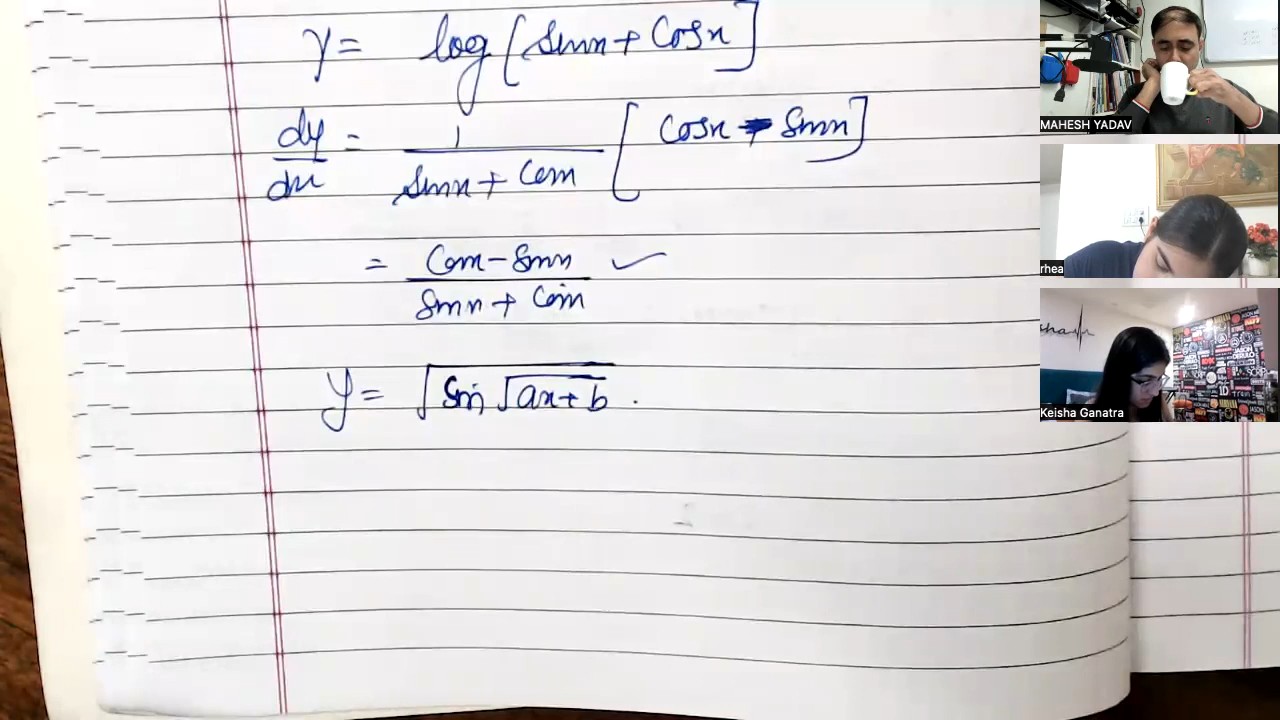 y = log [sinx + cosx]
dy/dx = 1/(sinx + cosx) [cosx - sinx]
= (cosx - sinx)/(sinx + cosx) ✓
y = √(sin √(ax+b)) .
MAHESH YADAV
rhea
Keisha Ganatra